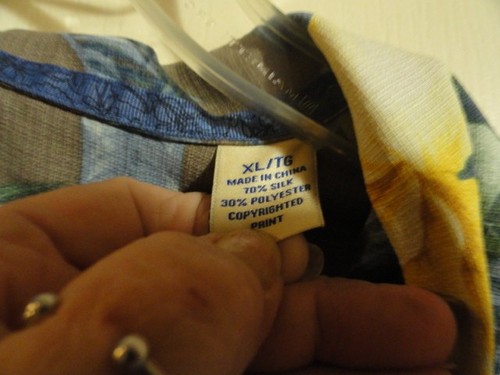 XL/TG
MADE IN CHINA
70% SILK
30% POLYESTER
COPYRIGHTED
PRINT